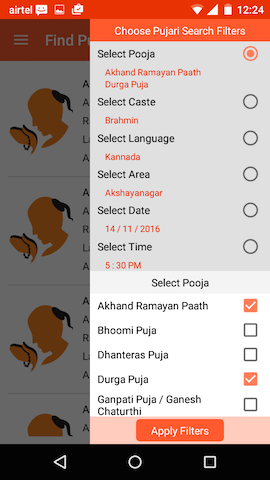 airtel
12:24
Find Pu
Choose Pujari Search Filters
Select Pooja
Akhand Ramayan Paath
Durga Puja
Select Caste
Brahmin
Select Language
Kannada
Select Area
Akshayanagar
Select Date
14 / 11 / 2016
Select Time
5 : 30 PM
Select Pooja
Akhand Ramayan Paath
Bhoomi Puja
Dhanteras Puja
Durga Puja
Ganpati Puja / Ganesh
Chaturthi
Apply Filters